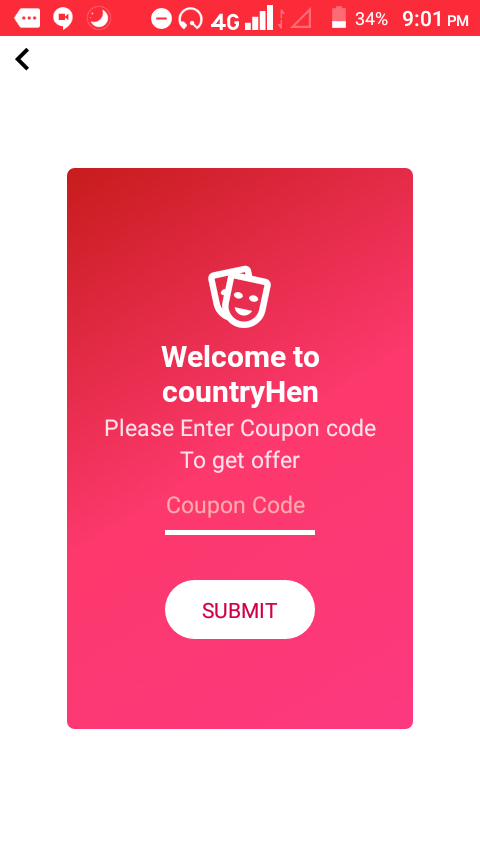 4G 34% 9:01 PM
Welcome to
countryHen
Please Enter Coupon code
To get offer
Coupon Code
SUBMIT